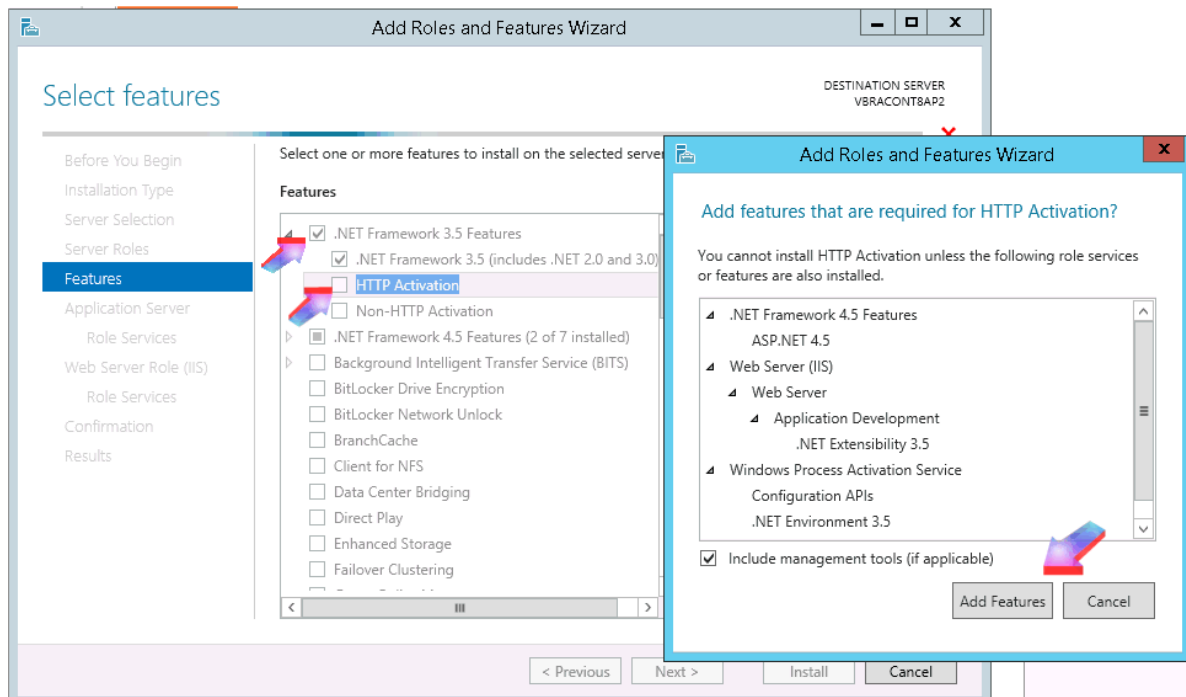 Add Roles and Features Wizard
Select features
DESTINATION SERVER
VBRACONT8AP2
Before You Begin
Installation Type
Server Selection
Server Roles
Features
Application Server
Role Services
Web Server Role (IIS)
Role Services
Confirmation
Results
Select one or more features to install on the selected serve
Features
.NET Framework 3.5 Features
.NET Framework 3.5 (includes .NET 2.0 and 3.0)
HTTP Activation
Non-HTTP Activation
.NET Framework 4.5 Features (2 of 7 installed)
Background Intelligent Transfer Service (BITS)
BitLocker Drive Encryption
BitLocker Network Unlock
BranchCache
Client for NFS
Data Center Bridging
Direct Play
Enhanced Storage
Failover Clustering
< Previous
Next >
Install
Cancel
Add Roles and Features Wizard
Add features that are required for HTTP Activation?
You cannot install HTTP Activation unless the following role services
or features are also installed.
.NET Framework 4.5 Features
ASP.NET 4.5
Web Server (IIS)
Web Server
Application Development
.NET Extensibility 3.5
Windows Process Activation Service
Configuration APIs
.NET Environment 3.5
Include management tools (if applicable)
Add Features
Cancel